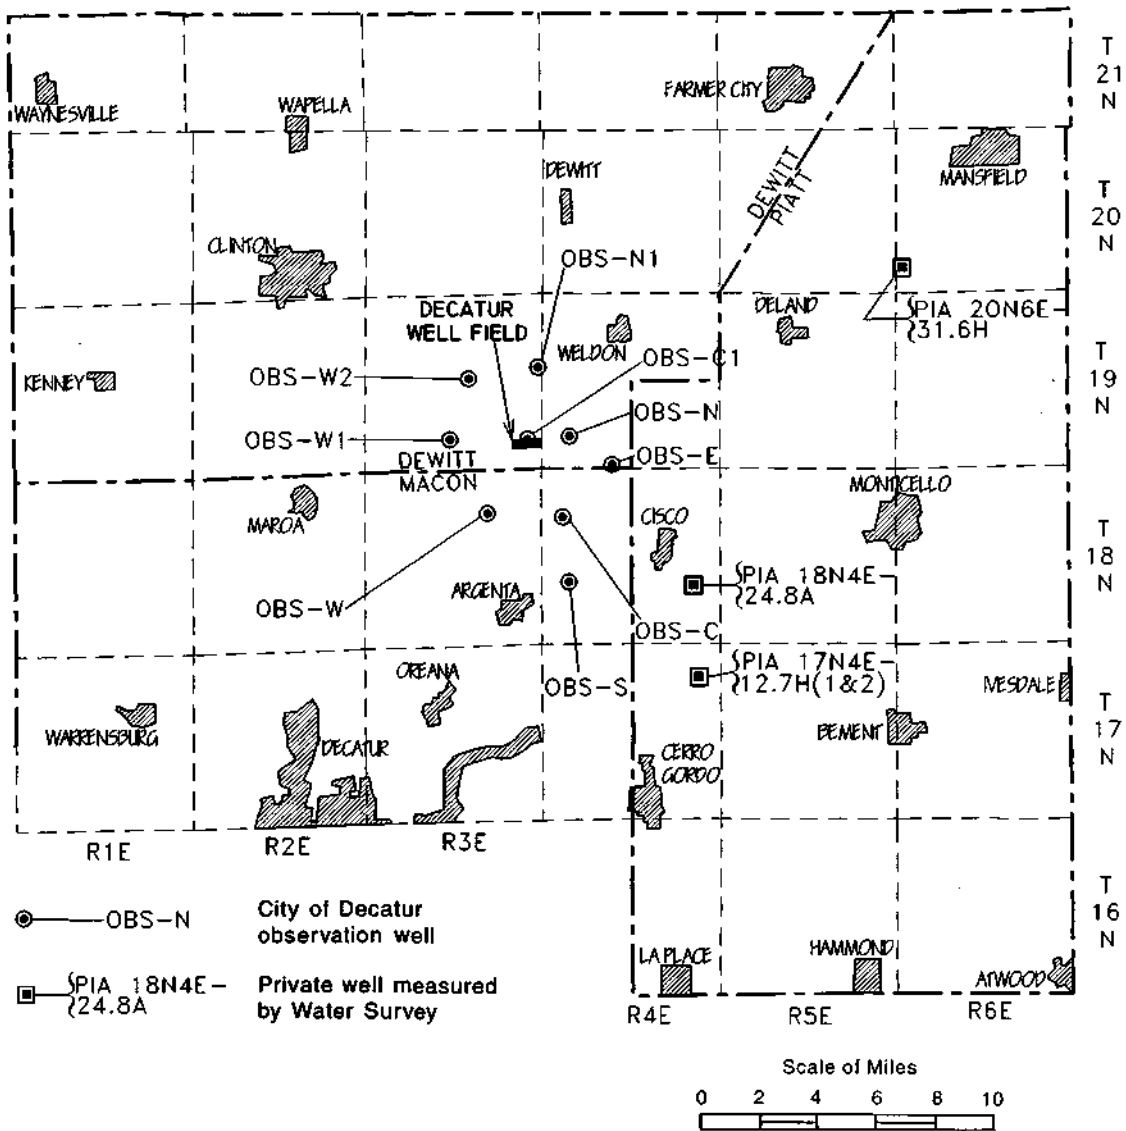 T
21
N
WAYNESVILLE
WAPELLA
FARMER CITY
DEWITT
PIATT
MANSFIELD
T
20
N
DEWITT
CLINTON
OBS-N1
DECATUR
WELL FIELD
WELDON
DELAND
PIA 20N6E-
31.6H
T
19
N
KENNEY
OBS-W2
OBS-C1
OBS-N
OBS-W1
OBS-E
DEWITT
MACON
MAROA
CISCO
MONTICELLO
T
18
N
OBS-W
ARGENTA
PIA 18N4E-
24.8A
OBS-C
OBS-S
PIA 17N4E-
12.7H(1&2)
OREANA
IVESDALE
WARRENSBURG
DECATUR
BEMENT
T
17
N
CERRO
GORDO
R1E
R2E
R3E
OBS-N
City of Decatur
observation well
PIA 18N4E-
24.8A
Private well measured
by Water Survey
T
16
N
LA PLACE
HAMMOND
ATWOOD
R4E
R5E
R6E
Scale of Miles
0 2 4 6 8 10